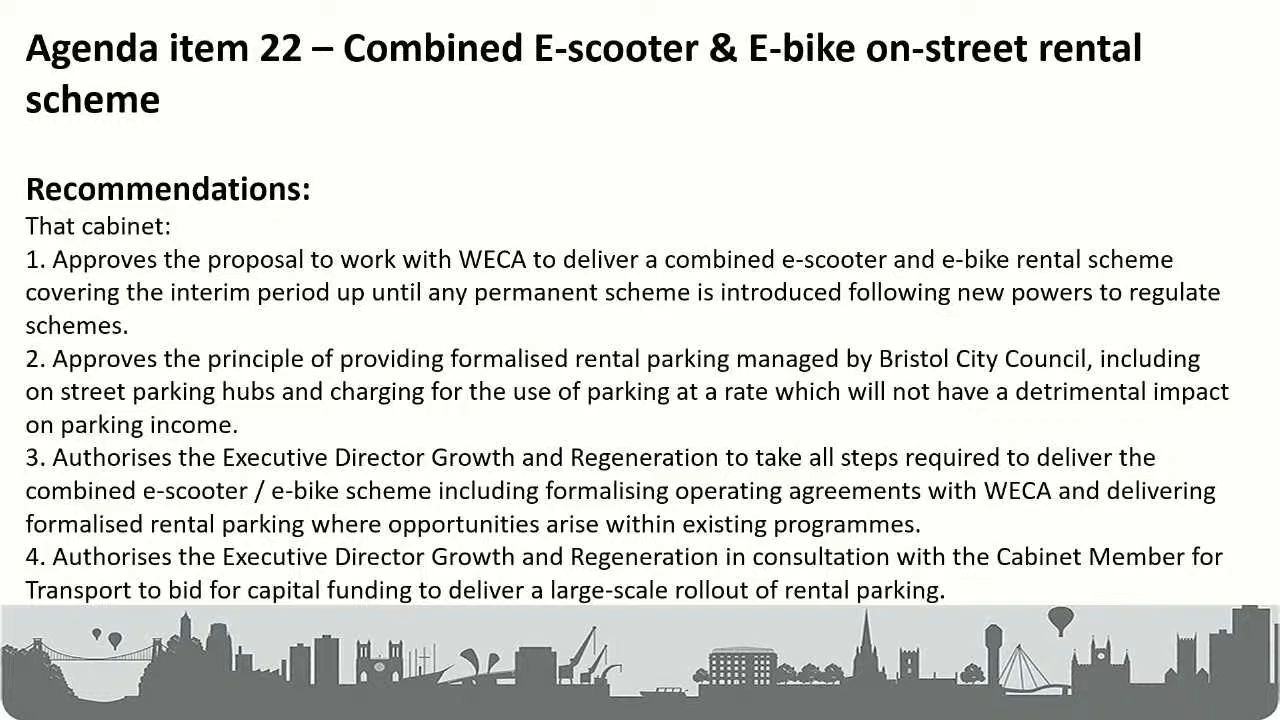 Agenda item 22 – Combined E-scooter & E-bike on-street rental
scheme
Recommendations:
That cabinet:
1. Approves the proposal to work with WECA to deliver a combined e-scooter and e-bike rental scheme
covering the interim period up until any permanent scheme is introduced following new powers to regulate
schemes.
2. Approves the principle of providing formalised rental parking managed by Bristol City Council, including
on street parking hubs and charging for the use of parking at a rate which will not have a detrimental impact
on parking income.
3. Authorises the Executive Director Growth and Regeneration to take all steps required to deliver the
combined e-scooter / e-bike scheme including formalising operating agreements with WECA and delivering
formalised rental parking where opportunities arise within existing programmes.
4. Authorises the Executive Director Growth and Regeneration in consultation with the Cabinet Member for
Transport to bid for capital funding to deliver a large-scale rollout of rental parking.